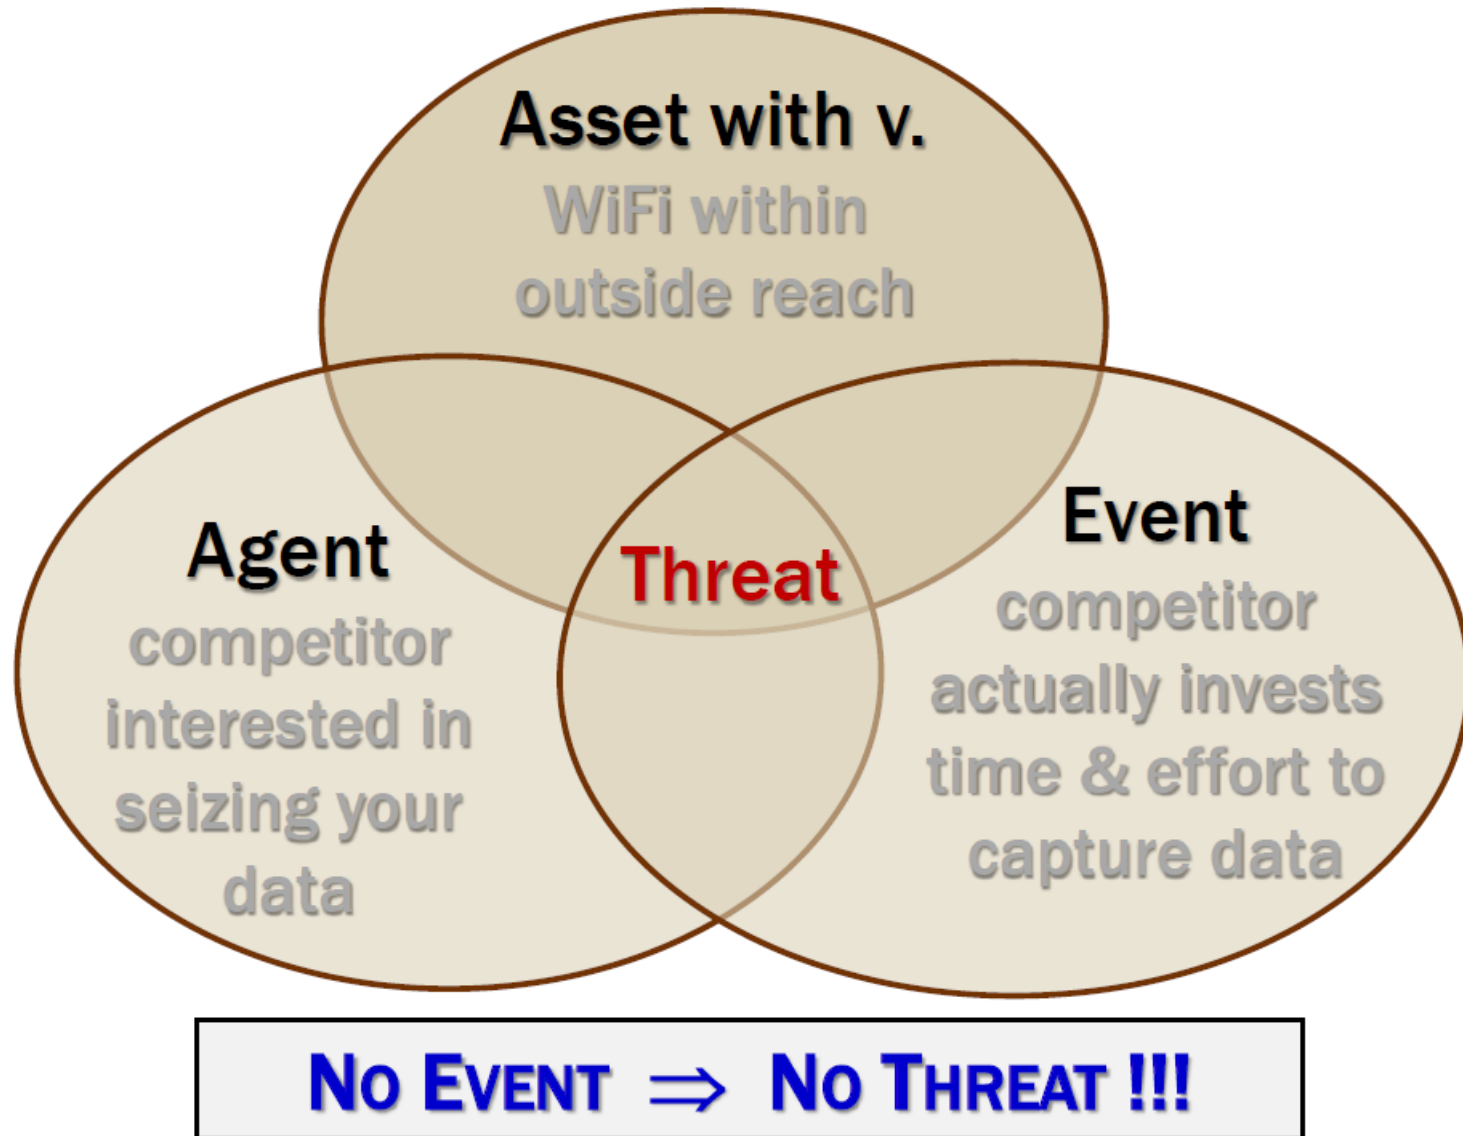 Asset with v.
WiFi within
outside reach
Agent
competitor
interested in
seizing your
data
Threat
Event
competitor
actually invests
time & effort to
capture data
NO EVENT ⇒ NO THREAT !!!